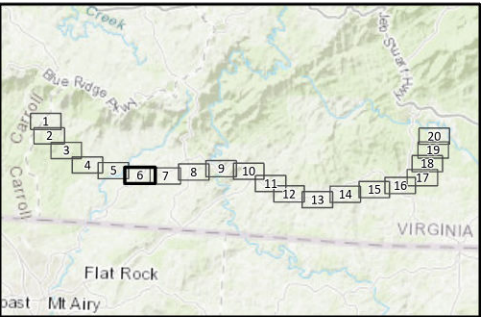 Creek
Jeb Stuart Hwy
Blue Ridge Pkwy
Carroll
1
2
3
4
5
6
7
8
9
10
11
12
13
14
15
16
17
18
19
20
Carroll
VIRGINIA
Flat Rock
oast Mt Airy